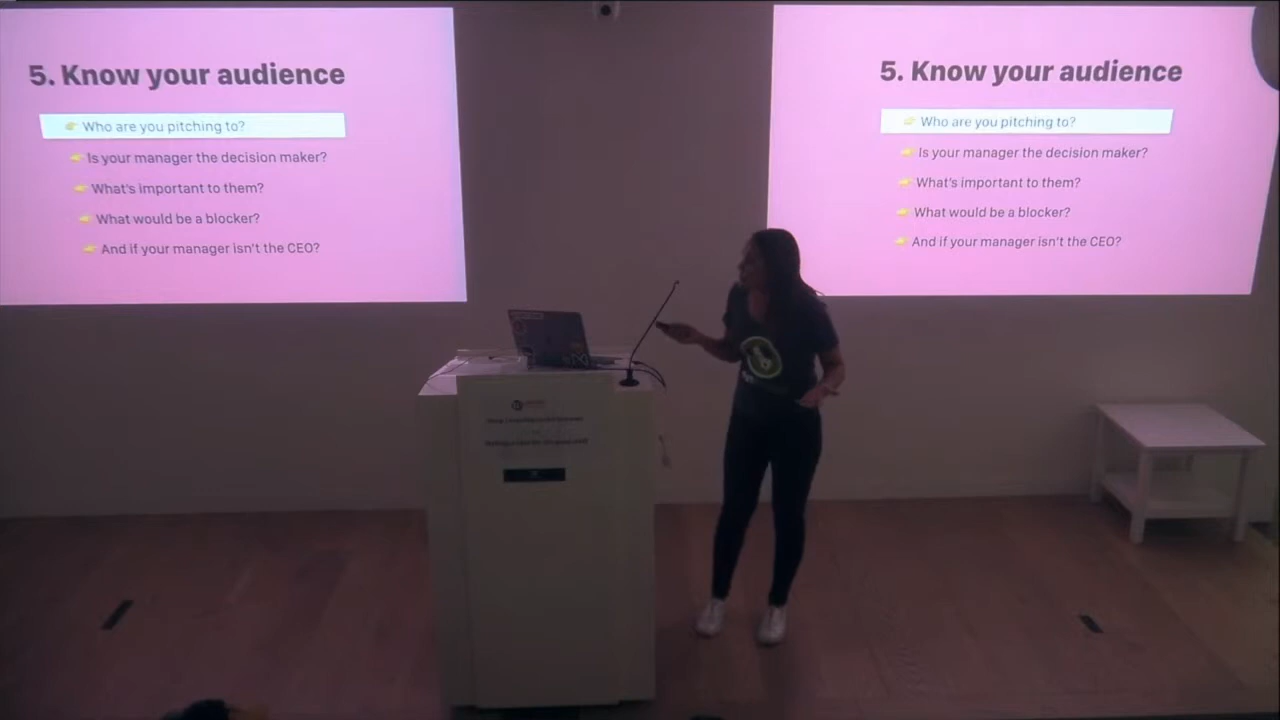 5. Know your audience
👉 Who are you pitching to?
👉 Is your manager the decision maker?
👉 What's important to them?
👉 What would be a blocker?
👉 And if your manager isn't the CEO?
5. Know your audience
👉 Who are you pitching to?
👉 Is your manager the decision maker?
👉 What's important to them?
👉 What would be a blocker?
👉 And if your manager isn't the CEO?